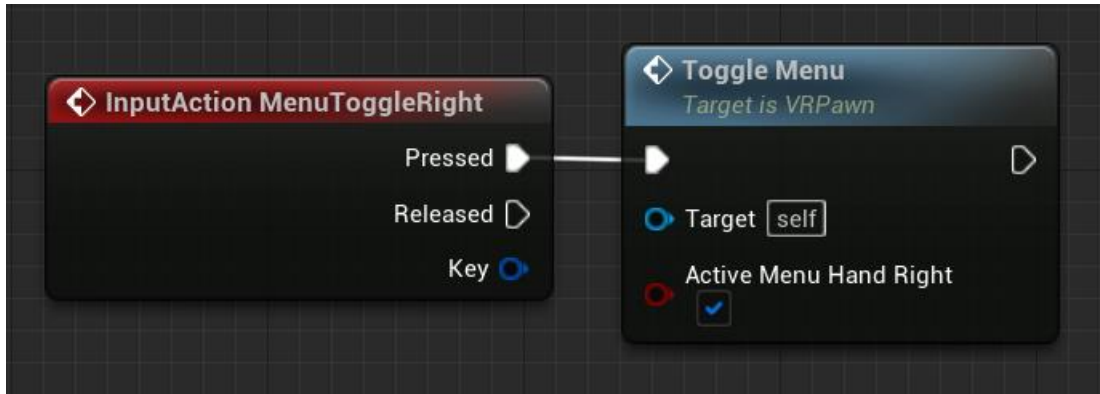 InputAction MenuToggleRight
Pressed
Released
Key
Toggle Menu
Target is VRPawn
Target self
Active Menu Hand Right